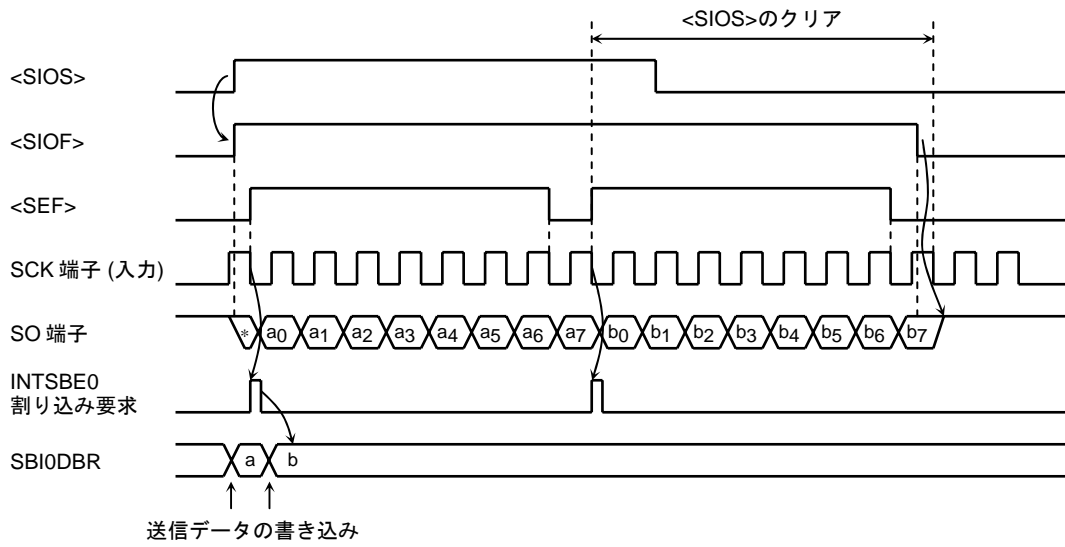 <SIOS>のクリア
<SIOS>
<SIOF>
<SEF>
SCK 端子 (入力)
SO 端子
* a0 a1 a2 a3 a4 a5 a6 a7 b0 b1 b2 b3 b4 b5 b6 b7
INTSBE0
割り込み要求
SBI0DBR
a b
送信データの書き込み